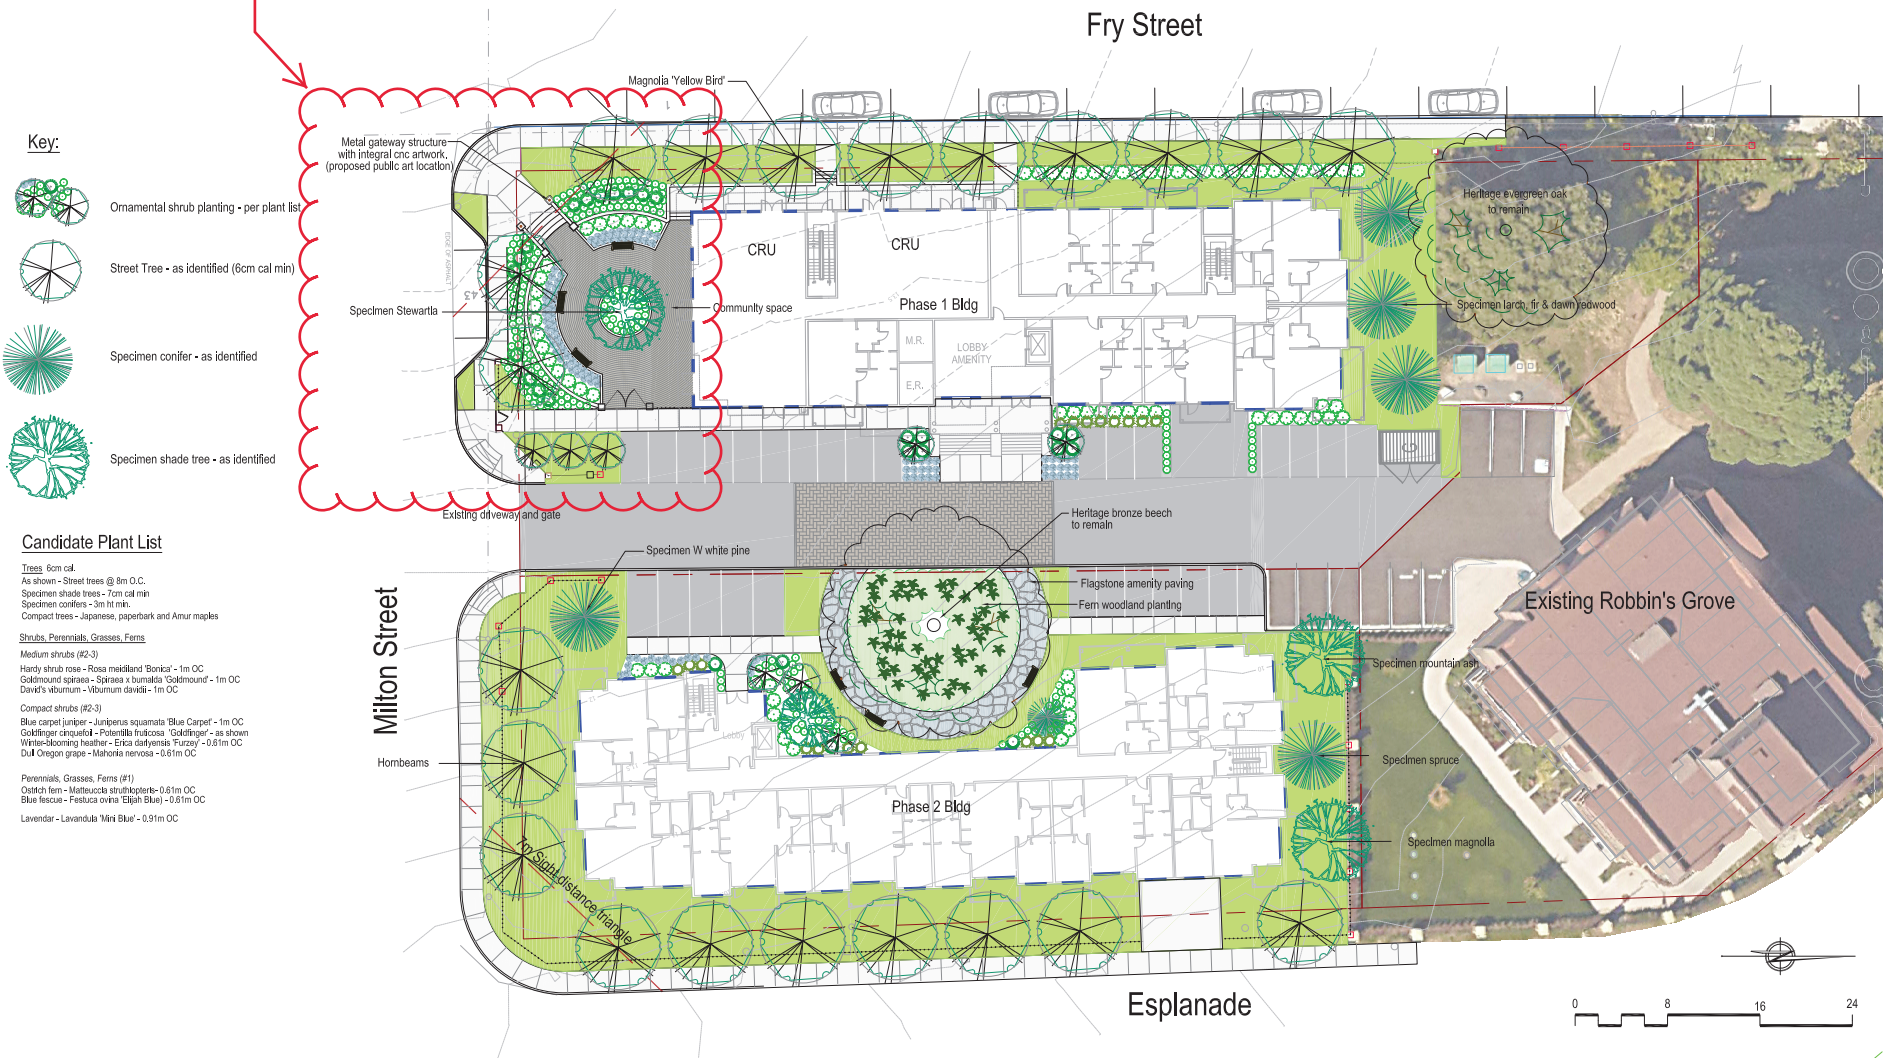 Fry Street
Magnolia 'Yellow Bird'
Key:
Metal gateway structure
with integral cnc artwork,
(proposed public art location)
Ornamental shrub planting - per plant list
Street Tree - as identified (6cm cal min)
Specimen conifer - as identified
Specimen shade tree - as identified
EDGE OF ASPHALT
43
1
Specimen Stewartia
Community space
CRU
CRU
Phase 1 Bldg
M.R.
E.R.
LOBBY
AMENITY
Heritage evergreen oak
to remain
Specimen larch, fir & dawn redwood
C
Existing driveway and gate
Specimen W white pine
Heritage bronze beech
to remain
Flagstone amenity paving
Fern woodland planting
Existing Robbin's Grove
Milton Street
Specimen mountain ash
Specimen spruce
Specimen magnolia
Hornbeams
Lobby
Phase 2 Bldg
7m Sight distance triangle
Esplanade
0 8 16 24
Candidate Plant List
Trees 6cm cal.
As shown - Street trees @ 8m O.C.
Specimen shade trees - 7cm cal min
Specimen conifers - 3m ht min.
Compact trees - Japanese, paperbark and Amur maples
Shrubs, Perennials, Grasses, Ferns
Medium shrubs (#2-3)
Hardy shrub rose - Rosa meidiland 'Bonica' - 1m OC
Goldmound spiraea - Spiraea x bumalda 'Goldmound' - 1m OC
David's viburnum - Viburnum davidii - 1m OC
Compact shrubs (#2-3)
Blue carpet juniper - Juniperus squamata 'Blue Carpet' - 1m OC
Goldfinger cinquefoil - Potentilla fruticosa 'Goldfinger' - as shown
Winter-blooming heather - Erica darlyensis 'Furzey' - 0.61m OC
Dull Oregon grape - Mahonia nervosa - 0.61m OC
Perennials, Grasses, Ferns (#1)
Ostrich fern - Matteuccia struthlopteris- 0.61m OC
Blue fescue - Festuca ovina 'Elijah Blue) - 0.61m OC
Lavendar - Lavandula 'Mini Blue' - 0.91m OC